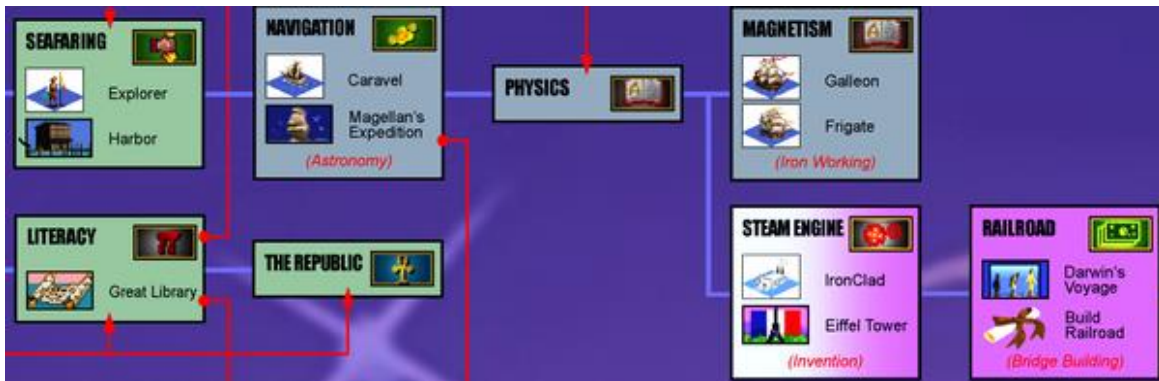 SEAFARING
Explorer
Harbor
NAVIGATION
Caravel
Magellan's
Expedition
(Astronomy)
PHYSICS
MAGNETISM
Galleon
Frigate
(Iron Working)
LITERACY
Great Library
THE REPUBLIC
STEAM ENGINE
IronClad
Eiffel Tower
(Invention)
RAILROAD
Darwin's
Voyage
Build
Railroad
(Bridge Building)